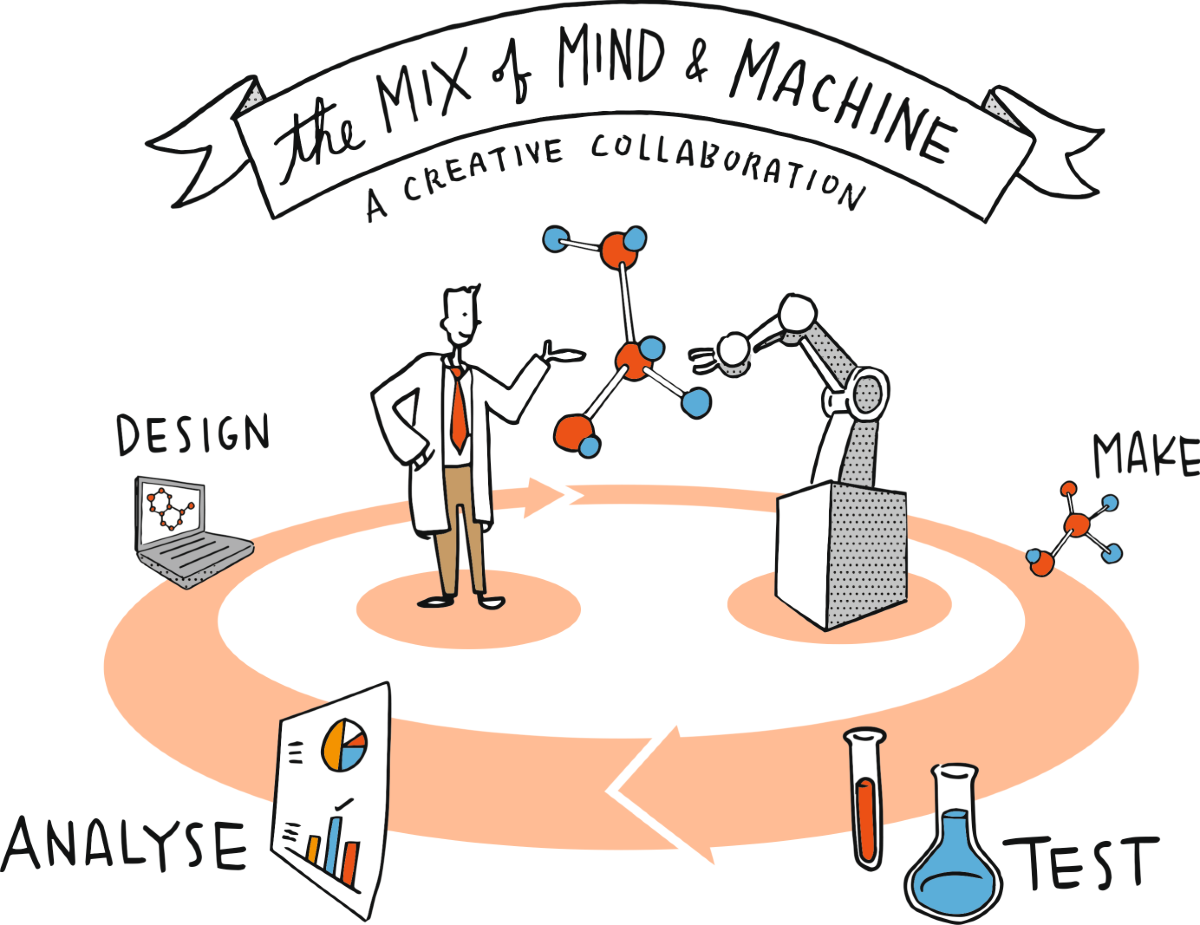 the MIX of MIND & MACHINE
A CREATIVE COLLABORATION
DESIGN
MAKE
ANALYSE
TEST